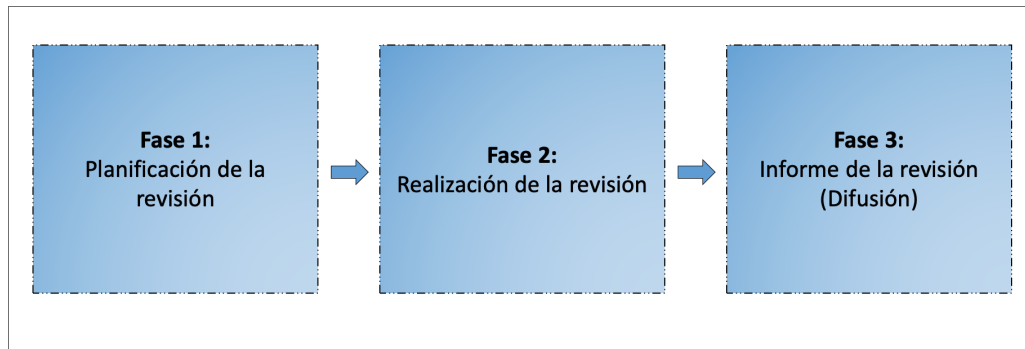 Fase 1:
Planificación de la
revisión
Fase 2:
Realización de la revisión
Fase 3:
Informe de la revisión
(Difusión)